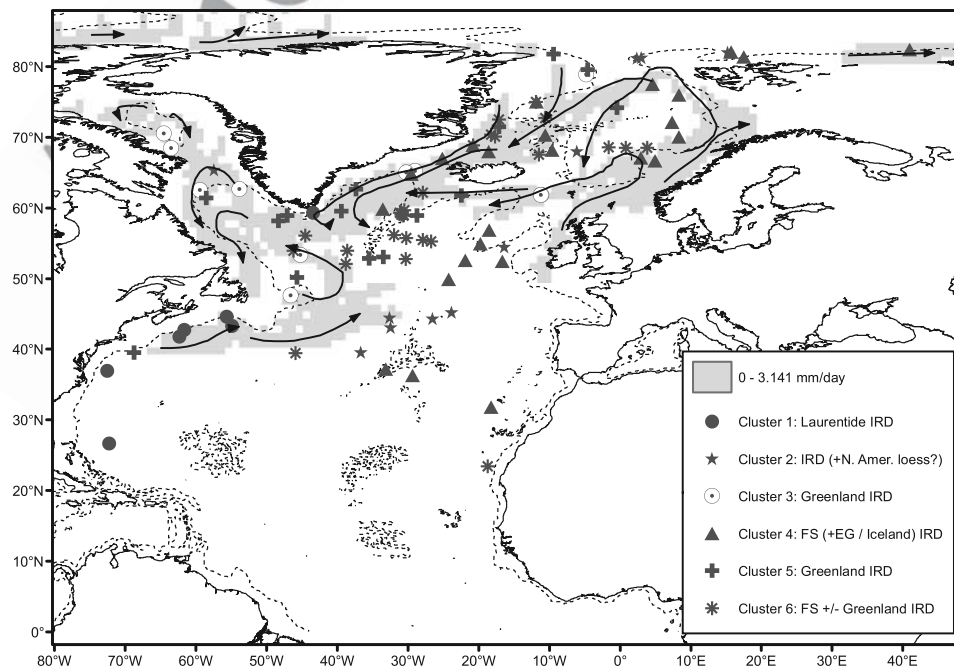 80°N
70°N
60°N
50°N
40°N
30°N
20°N
10°N
0°
80°W
70°W
60°W
50°W
40°W
30°W
20°W
10°W
0°
10°E
20°E
30°E
40°E
0 - 3.141 mm/day
Cluster 1: Laurentide IRD
Cluster 2: IRD (+N. Amer. loess?)
Cluster 3: Greenland IRD
Cluster 4: FS (+EG / Iceland) IRD
Cluster 5: Greenland IRD
Cluster 6: FS +/- Greenland IRD